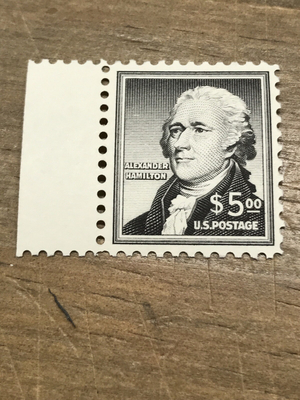 ALEXANDER
HAMILTON
$5.00
U.S. POSTAGE